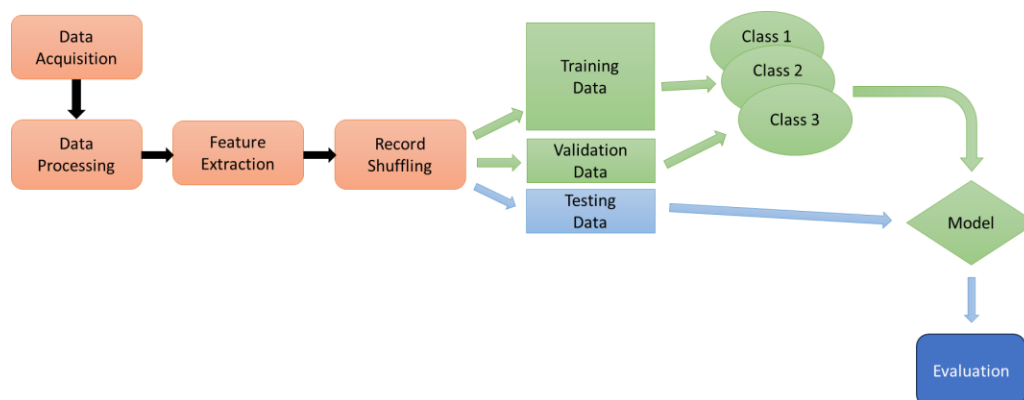 Data
Acquisition
Data
Processing
Feature
Extraction
Record
Shuffling
Training
Data
Validation
Data
Testing
Data
Class 1
Class 2
Class 3
Model
Evaluation